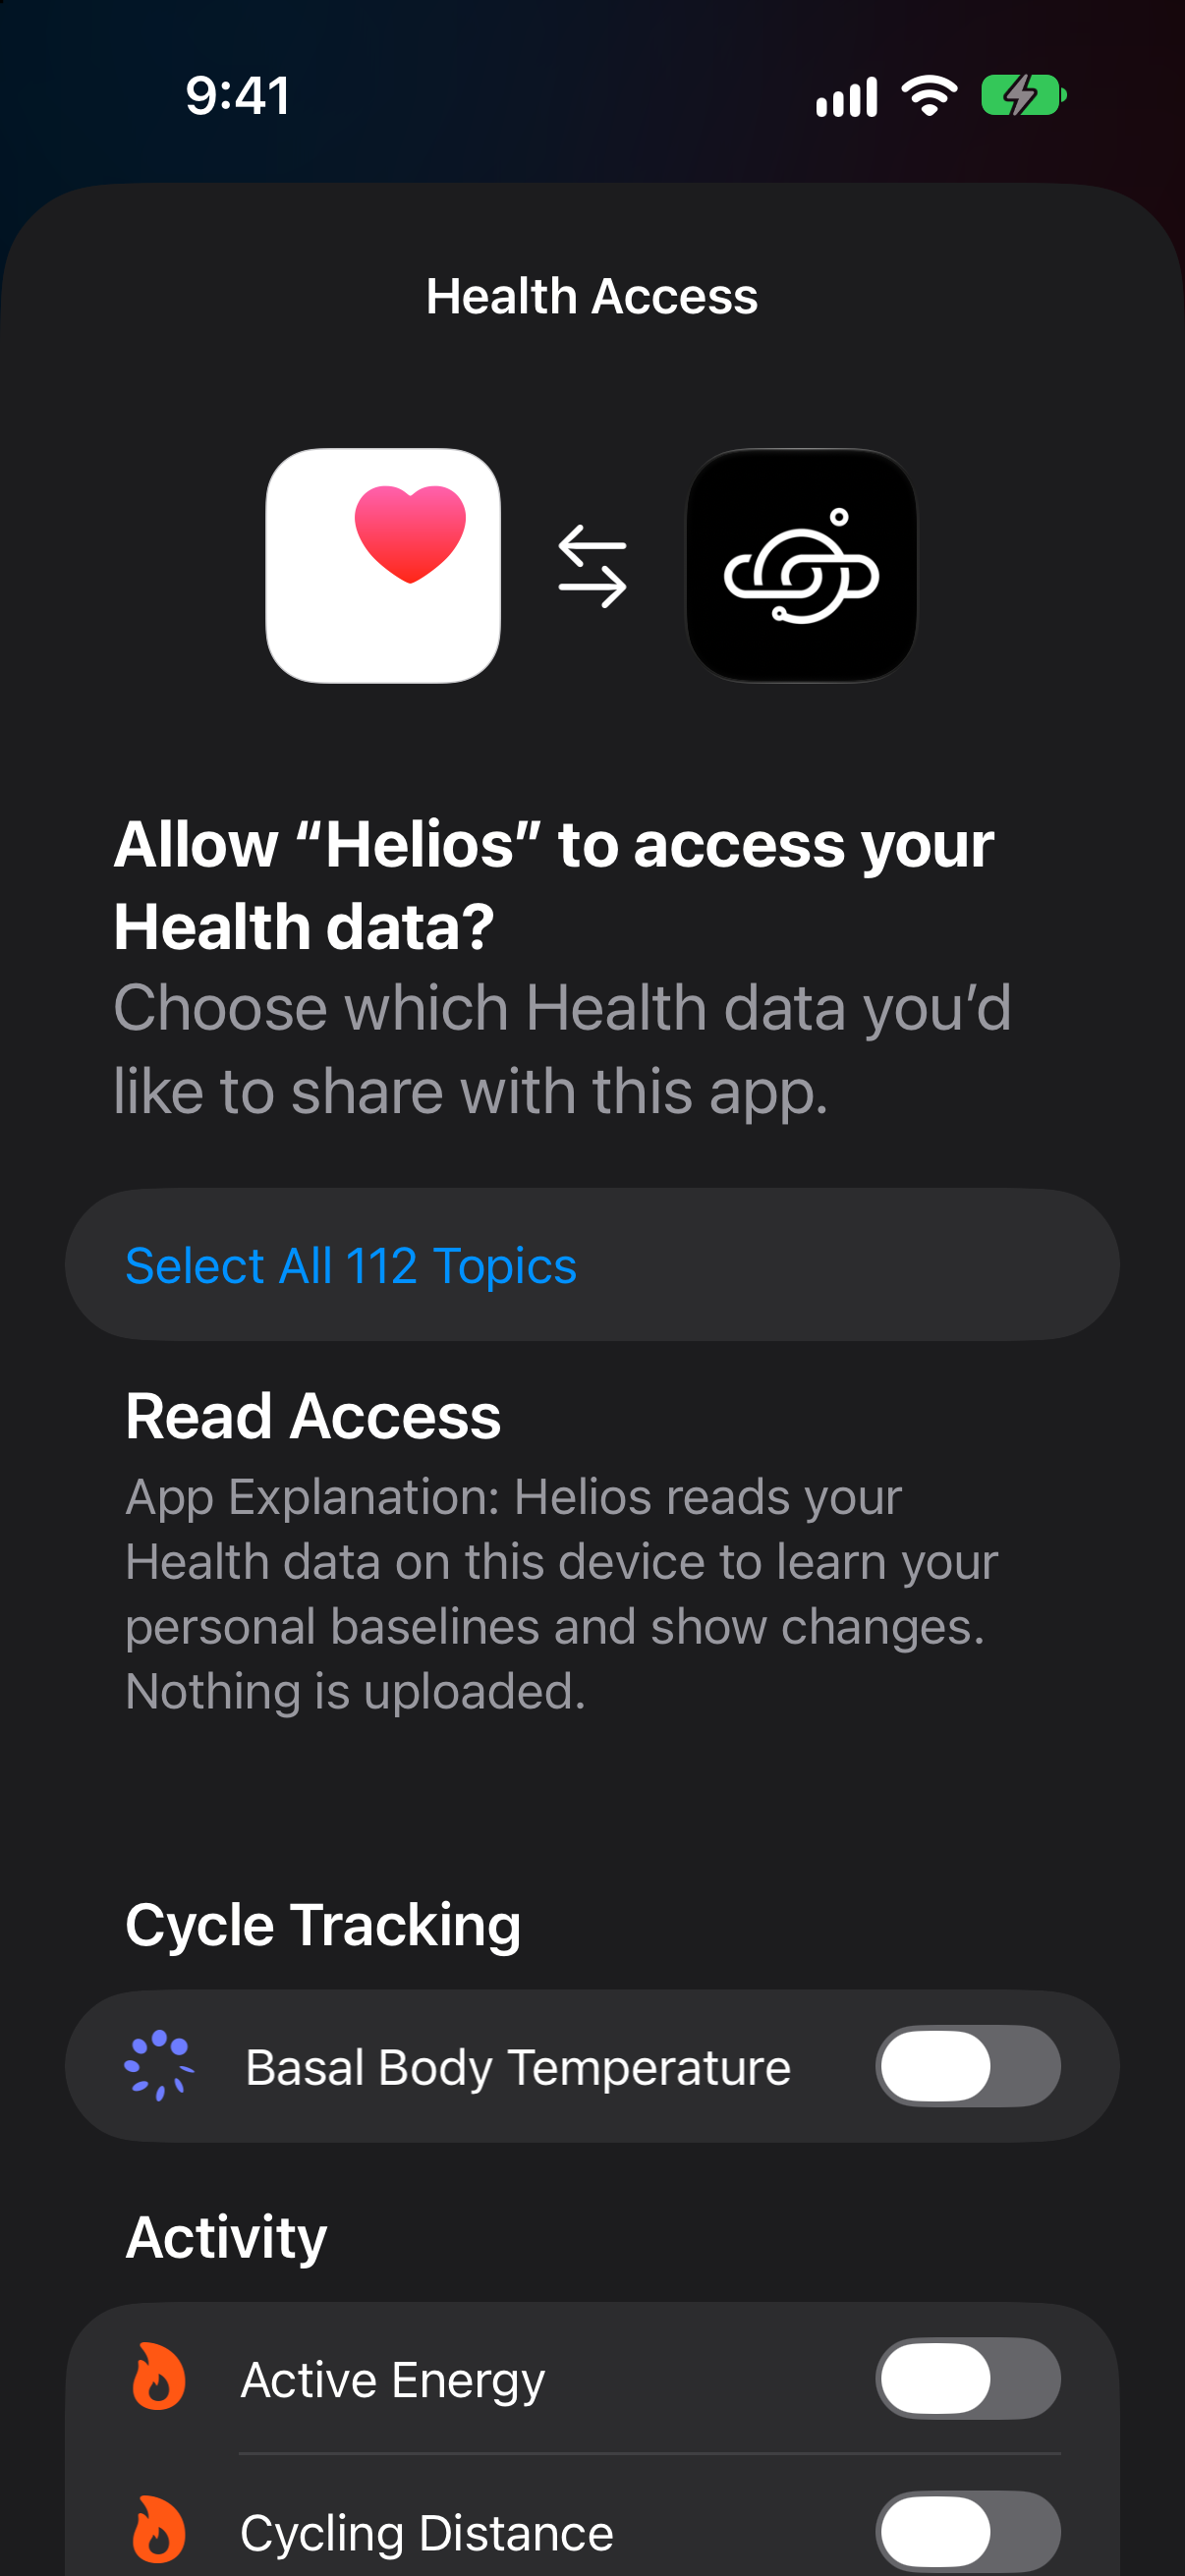 9:41
Health Access
Allow “Helios” to access your
Health data?
Choose which Health data you’d
like to share with this app.
Select All 112 Topics
Read Access
App Explanation: Helios reads your
Health data on this device to learn your
personal baselines and show changes.
Nothing is uploaded.
Cycle Tracking
Basal Body Temperature
Activity
Active Energy
Cycling Distance